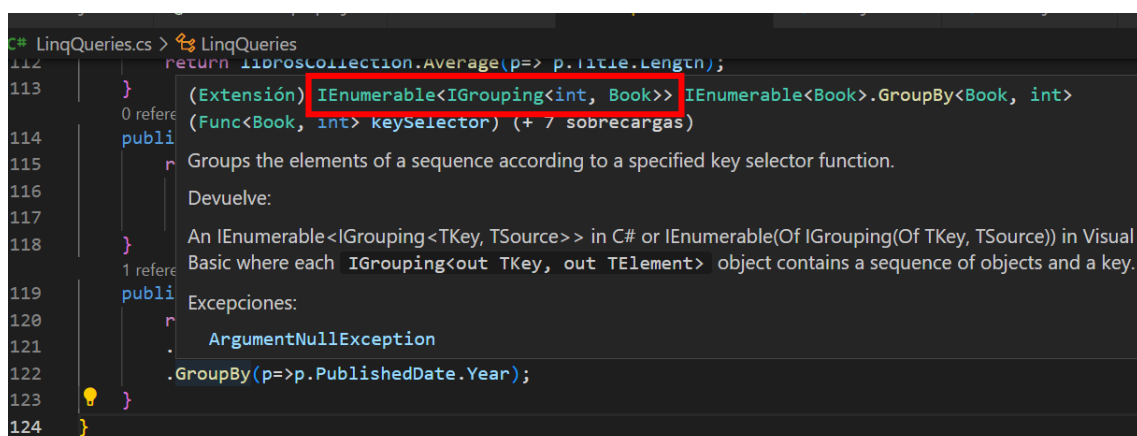 C# LinqQueries.cs > LinqQueries
112 return librosCollection.Average(p=> p.Title.Length);
113 }
(Extensión) IEnumerable<IGrouping<int, Book>> IEnumerable<Book>.GroupBy<Book, int>
0 refere
(Func<Book, int> keySelector) (+ 7 sobrecargas)
114 publi
115 r
Groups the elements of a sequence according to a specified key selector function.
116
Devuelve:
117
118 }
An IEnumerable<IGrouping<TKey, TSource>> in C# or IEnumerable(Of IGrouping(Of TKey, TSource)) in Visual
1 refere
Basic where each IGrouping<out TKey, out TElement> object contains a sequence of objects and a key.
119 publi
Excepciones:
120 r
ArgumentNullException
121 .
122 .GroupBy(p=>p.PublishedDate.Year);
123 }
124 }